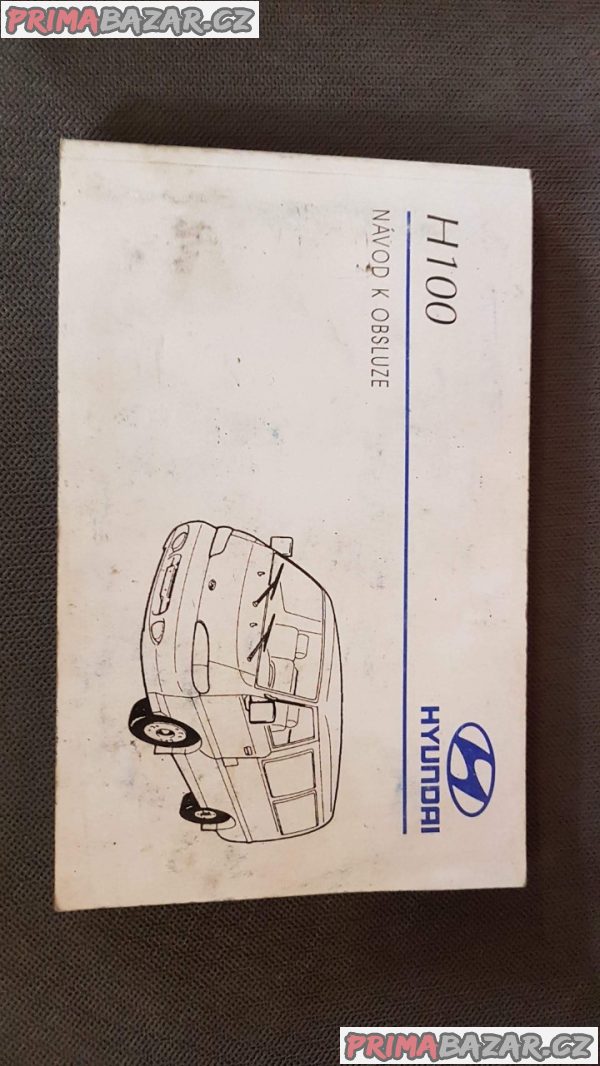 PRIMABAZAR.CZ
H100
NÁVOD K OBSLUZE
HYUNDAI
PRIMABAZAR.CZ